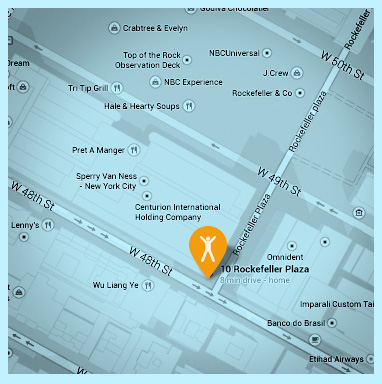 Godiva Chocolatier
Crabtree & Evelyn
Rockefeller
Top of the Rock
Observation Deck
NBCUniversal
W 50th St
Dream
NBC Experience
J.Crew
Tri Tip Grill
Rockefeller & Co
Hale & Hearty Soups
Rockefeller plaza
Pret A Manger
W 49th St
Sperry Van Ness
- New York City
W 48th St
Centurion International
Holding Company
Rockefeller Plaza
Lenny's
W 48th St
Omnident
10 Rockefeller Plaza
8 min drive - home
Wu Liang Ye
Imparali Custom Tai
Banco do Brasil
Etihad Airways
W 47th St